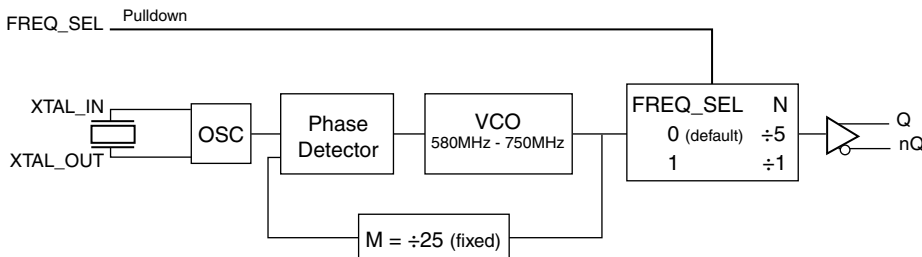 FREQ_SEL
Pulldown
XTAL_IN
XTAL_OUT
OSC
Phase
Detector
VCO
580MHz - 750MHz
FREQ_SEL N
0 (default) ÷5
1 ÷1
Q
nQ
M = ÷25 (fixed)